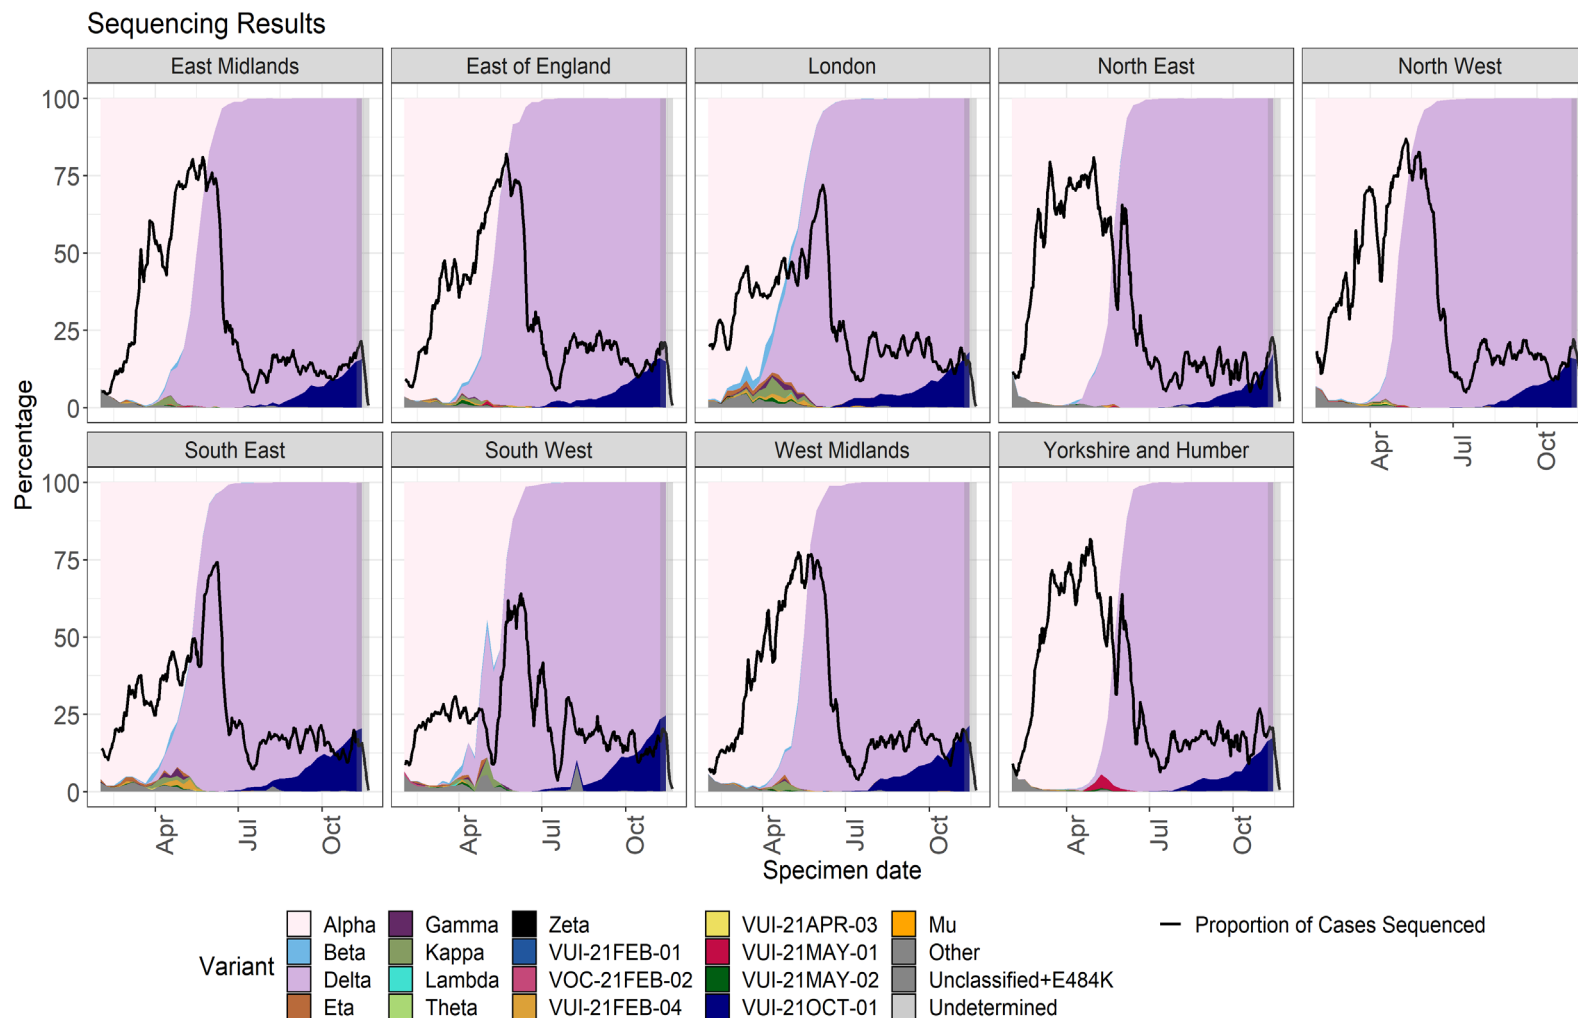 Sequencing Results
East Midlands
East of England
London
North East
North West
100
75
50
25
0
Apr
Jul
Oct
Percentage
South East
South West
West Midlands
Yorkshire and Humber
100
75
50
25
0
Apr
Jul
Oct
Apr
Jul
Oct
Apr
Jul
Oct
Apr
Jul
Oct
Specimen date
Variant
Alpha
Beta
Delta
Eta
Gamma
Kappa
Lambda
Theta
Zeta
VUI-21FEB-01
VOC-21FEB-02
VUI-21FEB-04
VUI-21APR-03
VUI-21MAY-01
VUI-21MAY-02
VUI-21OCT-01
Mu
Other
Unclassified+E484K
Undetermined
Proportion of Cases Sequenced